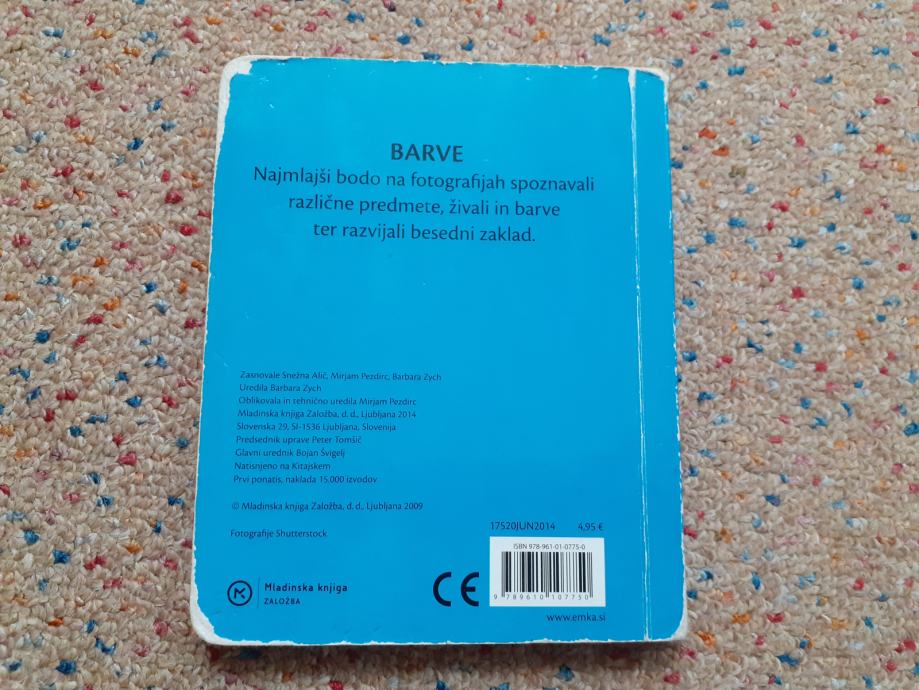 BARVE
Najmlajši bodo na fotografijah spoznavali
različne predmete, živali in barve
ter razvijali besedni zaklad.
Zasnovale Snežna Alič, Mirjam Pezdirc, Barbara Zych
Uredila Barbara Zych
Oblikovala in tehnično uredila Mirjam Pezdirc
Mladinska knjiga Založba, d. d., Ljubljana 2014
Slovenska 29, SI-1536 Ljubljana, Slovenija
Predsednik uprave Peter Tomšič
Glavni urednik Bojan Švigelj
Natisnjeno na Kitajskem
Prvi ponatis, naklada 15.000 izvodov
© Mladinska knjiga Založba, d. d., Ljubljana 2009
Fotografije Shutterstock
17520JUN2014 4,95 €
ISBN 978-961-01-0775-0
9 789610 107750
Mladinska knjiga
ZALOŽBA
CE
www.emka.si